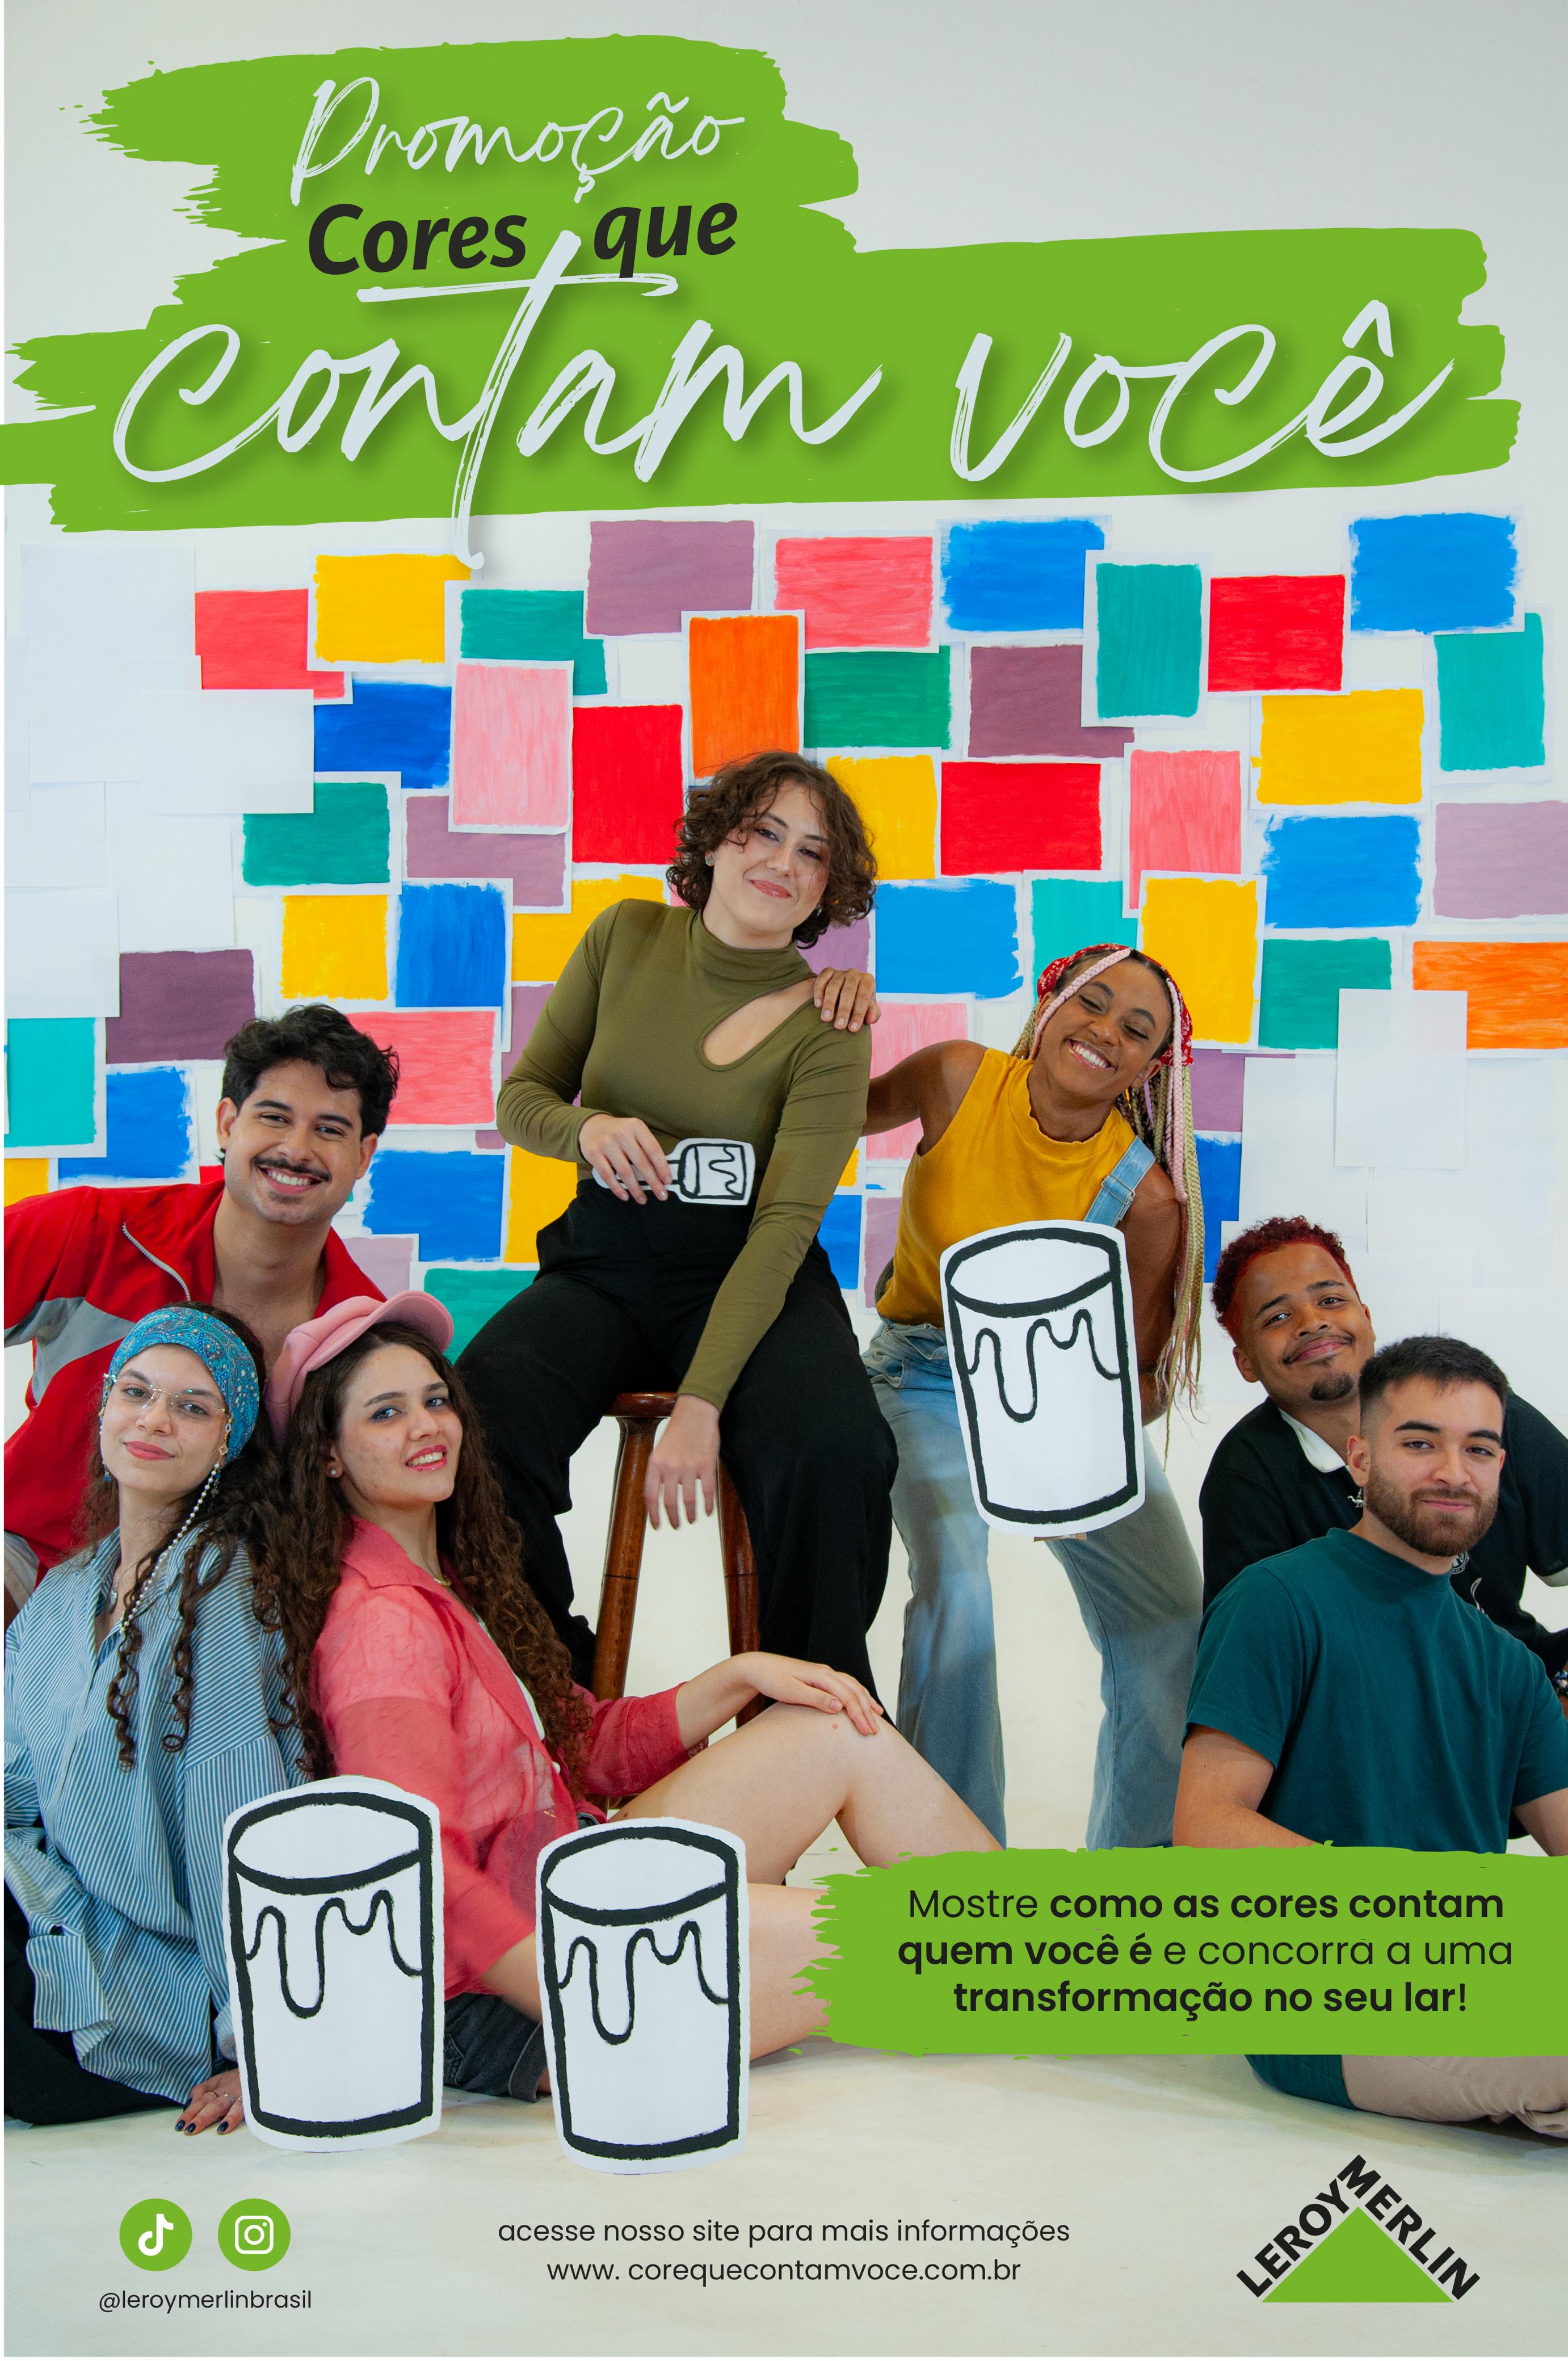 Promoção
Cores que
contam você
Mostre como as cores contam
quem você é e concorra a uma
transformação no seu lar!
acesse nosso site para mais informações
www. corequecontamvoce.com.br
@leroymerlinbrasil
LEROY MERLIN